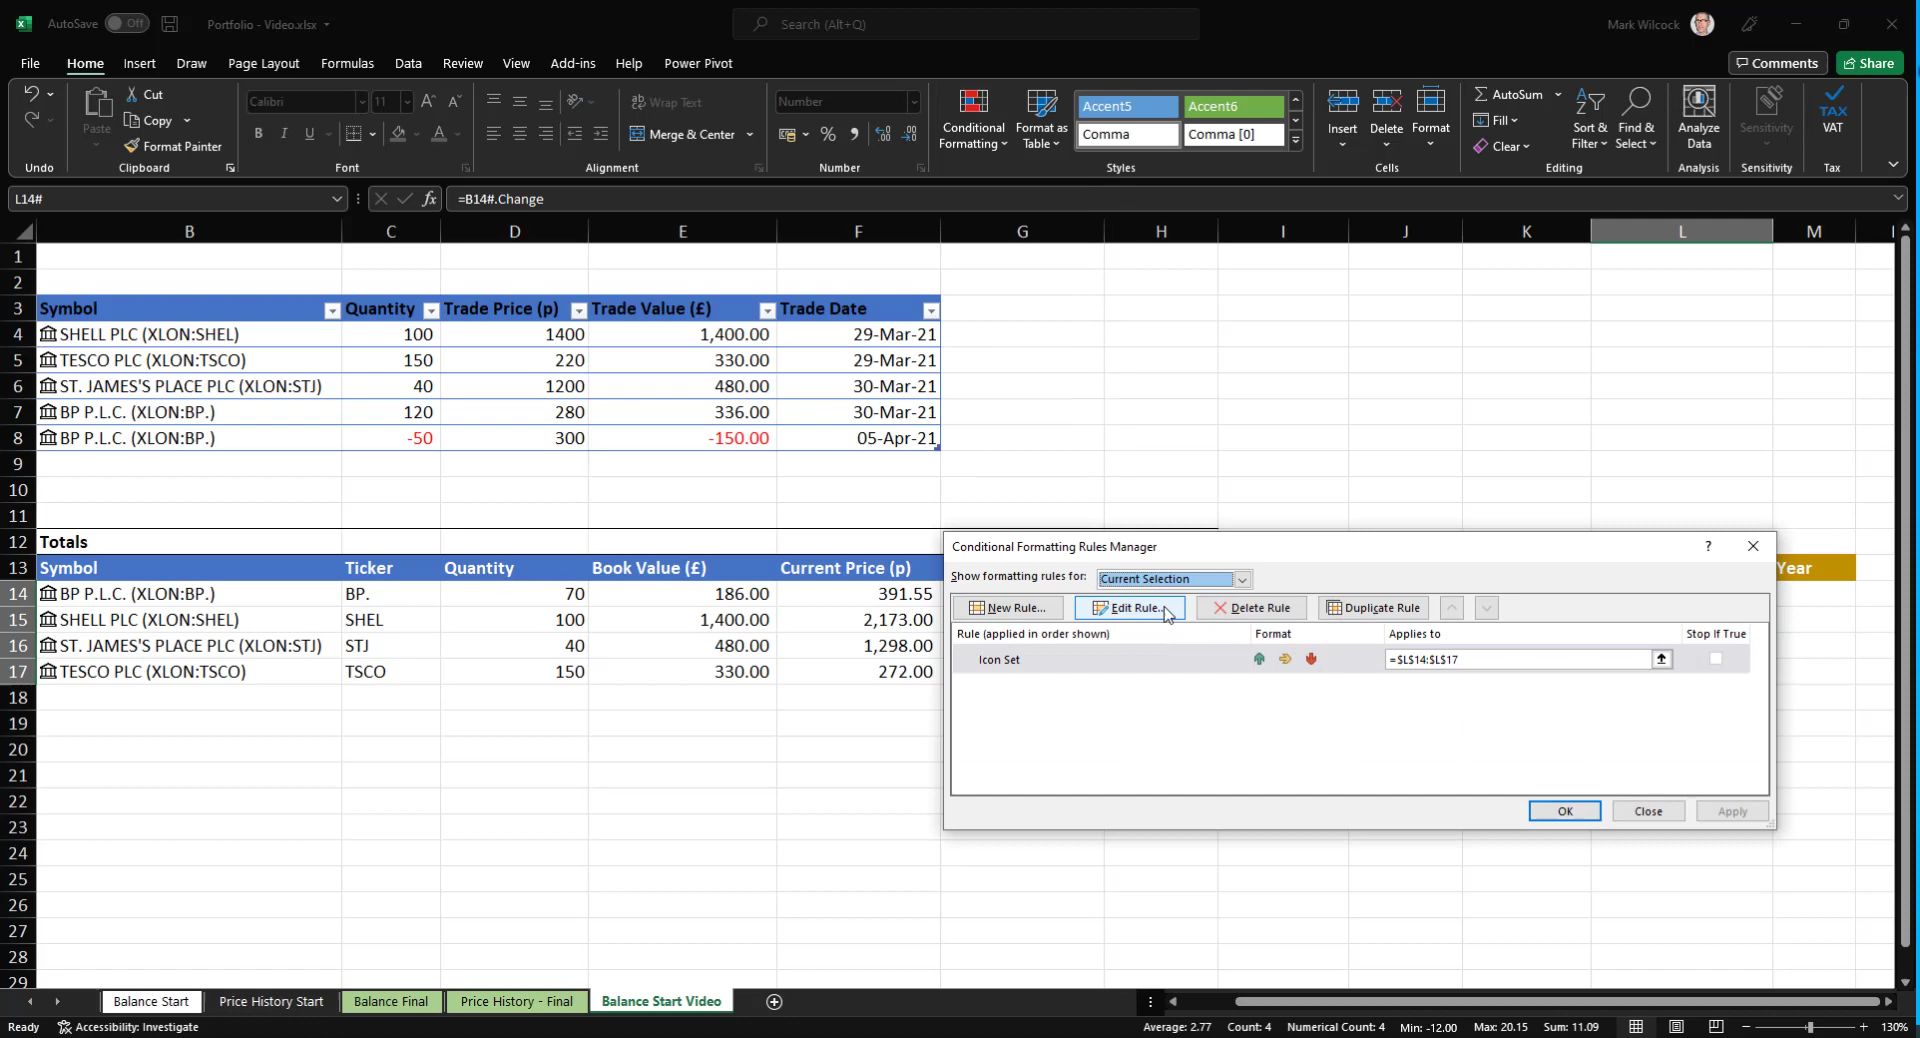 AutoSave Off Portfolio - Video.xlsx Search (Alt+Q) Mark Wilcock
File Home Insert Draw Page Layout Formulas Data Review View Add-ins Help Power Pivot Comments Share
Paste Cut Copy Format Painter
Calibri 11 B I U
Wrap Text Merge & Center
Number %
Conditional Formatting Format as Table
Accent5 Accent6
Comma Comma [0]
Insert Delete Format
AutoSum Fill Clear
Sort & Filter Find & Select
Analyze Data Sensitivity TAX VAT
Undo Clipboard Font Alignment Number Styles Cells Editing Analysis Sensitivity Tax
L14# fx =B14#.Change
B C D E F G H I J K L M
1
2
3 Symbol Quantity Trade Price (p) Trade Value (£) Trade Date
4 SHELL PLC (XLON:SHEL) 100 1400 1,400.00 29-Mar-21
5 TESCO PLC (XLON:TSCO) 150 220 330.00 29-Mar-21
6 ST. JAMES'S PLACE PLC (XLON:STJ) 40 1200 480.00 30-Mar-21
7 BP P.L.C. (XLON:BP.) 120 280 336.00 30-Mar-21
8 BP P.L.C. (XLON:BP.) -50 300 -150.00 05-Apr-21
9
10
11
12 Totals
13 Symbol Ticker Quantity Book Value (£) Current Price (p) Year
14 BP P.L.C. (XLON:BP.) BP. 70 186.00 391.55
15 SHELL PLC (XLON:SHEL) SHEL 100 1,400.00 2,173.00
16 ST. JAMES'S PLACE PLC (XLON:STJ) STJ 40 480.00 1,298.00
17 TESCO PLC (XLON:TSCO) TSCO 150 330.00 272.00
18
19
20
21
22
23
24
25
26
27
28
29
Conditional Formatting Rules Manager ?
Show formatting rules for: Current Selection
New Rule... Edit Rule... Delete Rule Duplicate Rule
Rule (applied in order shown) Format Applies to Stop If True
Icon Set =$L$14:$L$17
OK Close Apply
Balance Start Price History Start Balance Final Price History - Final Balance Start Video
Ready Accessibility: Investigate Average: 2.77 Count: 4 Numerical Count: 4 Min: -12.00 Max: 20.15 Sum: 11.09 130%